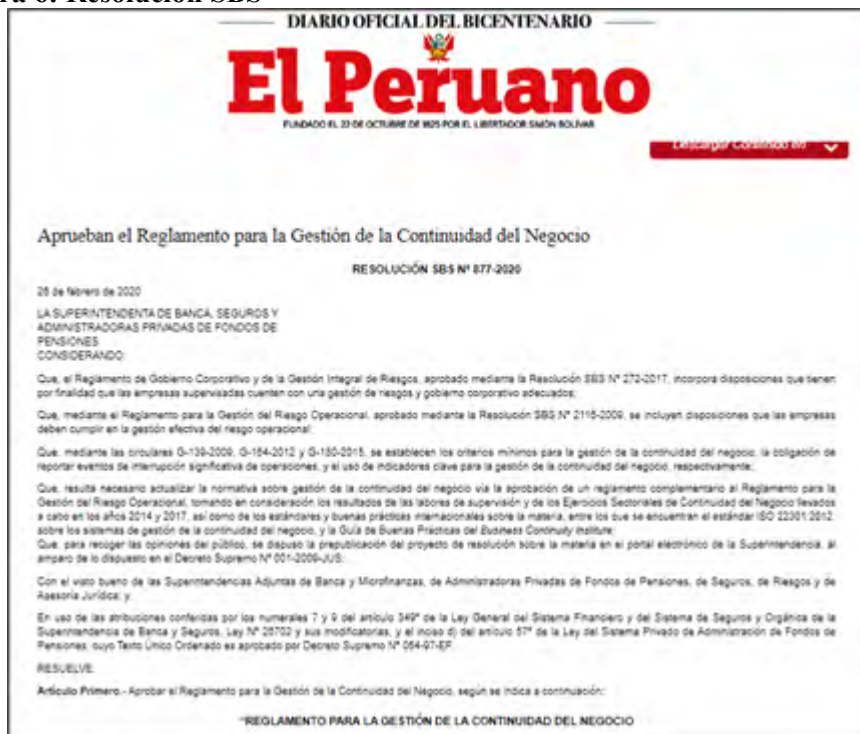 ra 6: Resolución SBS
DIARIO OFICIAL DEL BICENTENARIO
El Peruano
FUNDADO EL 22 DE OCTUBRE DE 1825 POR EL LIBERTADOR SIMÓN BOLÍVAR
Descargar Contenido en
Aprueban el Reglamento para la Gestión de la Continuidad del Negocio
RESOLUCIÓN SBS Nº 877-2020
26 de febrero de 2020
LA SUPERINTENDENTA DE BANCA, SEGUROS Y
ADMINISTRADORAS PRIVADAS DE FONDOS DE
PENSIONES
CONSIDERANDO:
Que, el Reglamento de Gobierno Corporativo y de la Gestión Integral de Riesgos, aprobado mediante la Resolución SBS Nº 272-2017, incorpora disposiciones que tienen
por finalidad que las empresas supervisadas cuenten con una gestión de riesgos y gobierno corporativo adecuados;
Que, mediante el Reglamento para la Gestión del Riesgo Operacional, aprobado mediante la Resolución SBS Nº 2116-2009, se incluyen disposiciones que las empresas
deben cumplir en la gestión efectiva del riesgo operacional;
Que, mediante las circulares G-139-2009, G-164-2012 y G-180-2015, se establecen los criterios mínimos para la gestión de la continuidad del negocio, la obligación de
reportar eventos de interrupción significativa de operaciones, y el uso de indicadores clave para la gestión de la continuidad del negocio, respectivamente;
Que, resulta necesario actualizar la normativa sobre gestión de la continuidad del negocio vía la aprobación de un reglamento complementario al Reglamento para la
Gestión del Riesgo Operacional, tomando en consideración los resultados de las labores de supervisión y de los Ejercicios Sectoriales de Continuidad del Negocio llevados
a cabo en los años 2014 y 2017, así como de los estándares y buenas prácticas internacionales sobre la materia, entre los que se encuentran el estándar ISO 22301:2012,
sobre los sistemas de gestión de la continuidad del negocio, y la Guía de Buenas Prácticas del Business Continuity Institute;
Que, para recoger las opiniones del público, se dispuso la prepublicación del proyecto de resolución sobre la materia en el portal electrónico de la Superintendencia, al
amparo de lo dispuesto en el Decreto Supremo Nº 001-2009-JUS;
Con el visto bueno de las Superintendencias Adjuntas de Banca y Microfinanzas, de Administradoras Privadas de Fondos de Pensiones, de Seguros, de Riesgos y de
Asesoría Jurídica; y,
En uso de las atribuciones conferidas por los numerales 7 y 9 del artículo 349º de la Ley General del Sistema Financiero y del Sistema de Seguros y Orgánica de la
Superintendencia de Banca y Seguros, Ley Nº 26702 y sus modificatorias, y el inciso d) del artículo 57º de la Ley del Sistema Privado de Administración de Fondos de
Pensiones, cuyo Texto Único Ordenado es aprobado por Decreto Supremo Nº 054-97-EF.
RESUELVE:
Artículo Primero.- Aprobar el Reglamento para la Gestión de la Continuidad del Negocio, según se indica a continuación:
"REGLAMENTO PARA LA GESTIÓN DE LA CONTINUIDAD DEL NEGOCIO